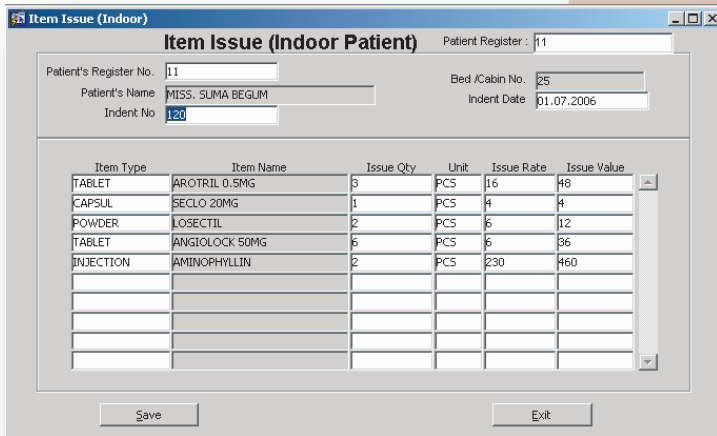 Item Issue (Indoor)
Item Issue (Indoor Patient) Patient Register : 11
Patient's Register No. 11 Bed /Cabin No. 25
Patient's Name MISS. SUMA BEGUM Indent Date 01.07.2006
Indent No 120
Item Type Item Name Issue Qty Unit Issue Rate Issue Value
TABLET AROTRIL 0.5MG 3 PCS 16 48
CAPSUL SECLO 20MG 1 PCS 4 4
POWDER LOSECTIL 2 PCS 6 12
TABLET ANGIOLOCK 50MG 6 PCS 6 36
INJECTION AMINOPHYLLIN 2 PCS 230 460
Save Exit